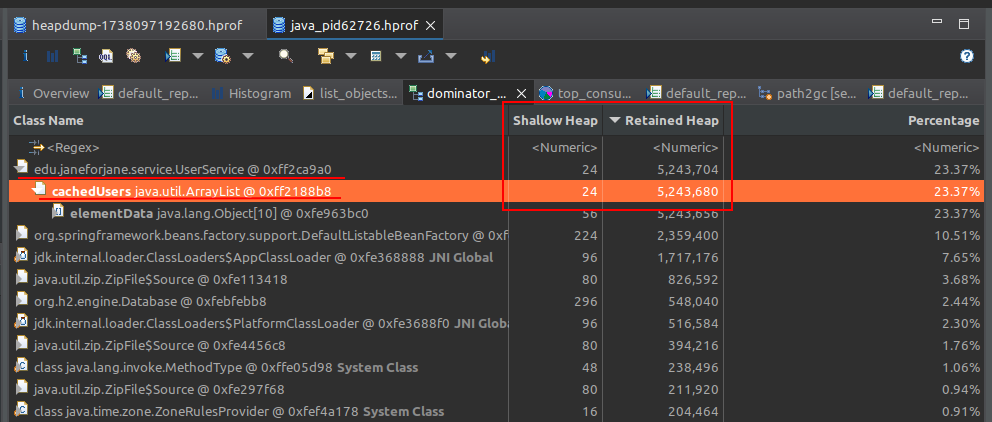 heapdump-1738097192680.hprof java_pid62726.hprof
i Overview default_rep... Histogram list_objects... dominator_... top_consu... default_rep... path2gc [se... default_rep...
Class Name Shallow Heap Retained Heap Percentage
<Regex> <Numeric> <Numeric> <Numeric>
edu.janeforjane.service.UserService @ 0xff2ca9a0 24 5,243,704 23.37%
cachedUsers java.util.ArrayList @ 0xff2188b8 24 5,243,680 23.37%
elementData java.lang.Object[10] @ 0xfe963bc0 56 5,243,656 23.37%
org.springframework.beans.factory.support.DefaultListableBeanFactory @ 0xf 224 2,359,400 10.51%
jdk.internal.loader.ClassLoaders$AppClassLoader @ 0xfe368888 JNI Global 96 1,717,176 7.65%
java.util.zip.ZipFile$Source @ 0xfe113418 80 826,592 3.68%
org.h2.engine.Database @ 0xfebfebb8 296 548,040 2.44%
jdk.internal.loader.ClassLoaders$PlatformClassLoader @ 0xfe3688f0 JNI Globa 96 516,584 2.30%
java.util.zip.ZipFile$Source @ 0xfe4456c8 80 394,216 1.76%
class java.lang.invoke.MethodType @ 0xffe05d98 System Class 48 238,496 1.06%
java.util.zip.ZipFile$Source @ 0xfe297f68 80 211,920 0.94%
class java.time.zone.ZoneRulesProvider @ 0xfef4a178 System Class 16 204,464 0.91%